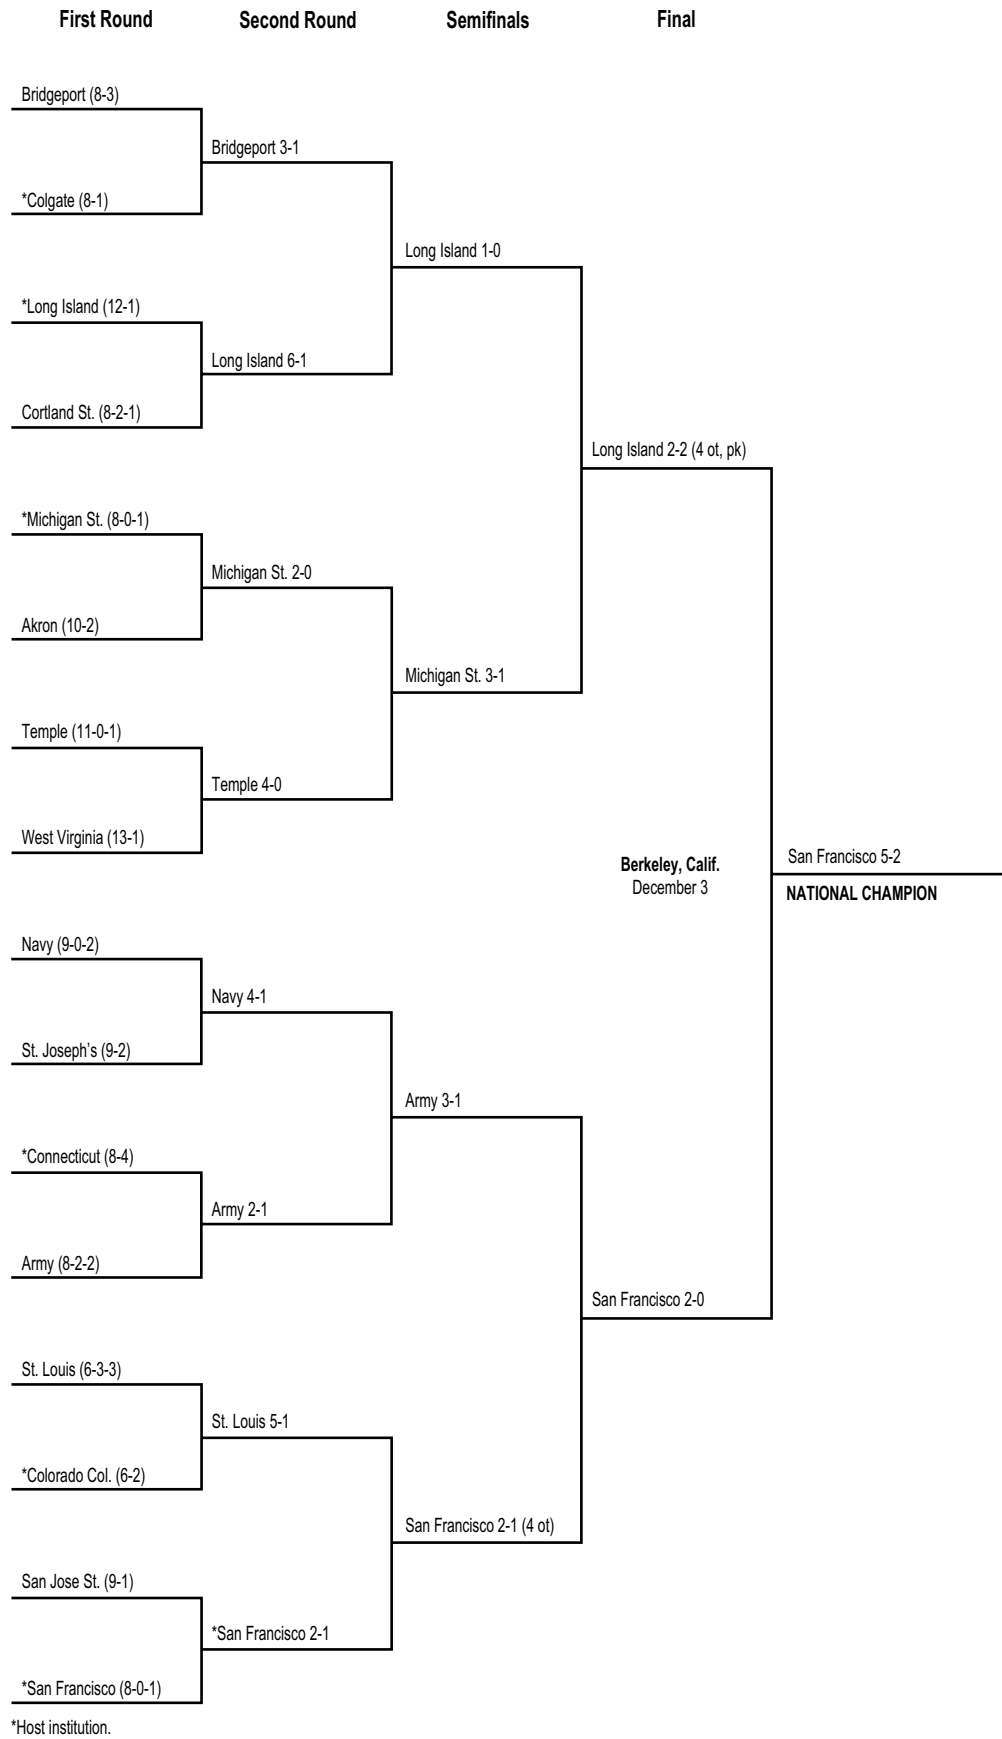 First Round Second Round Semifinals Final
Bridgeport (8-3)
Bridgeport 3-1
*Colgate (8-1)
Long Island 1-0
*Long Island (12-1)
Long Island 6-1
Cortland St. (8-2-1)
Long Island 2-2 (4 ot, pk)
*Michigan St. (8-0-1)
Michigan St. 2-0
Akron (10-2)
Michigan St. 3-1
Temple (11-0-1)
Temple 4-0
West Virginia (13-1)
Berkeley, Calif.
December 3
San Francisco 5-2
NATIONAL CHAMPION
Navy (9-0-2)
Navy 4-1
St. Joseph's (9-2)
Army 3-1
*Connecticut (8-4)
Army 2-1
Army (8-2-2)
San Francisco 2-0
St. Louis (6-3-3)
St. Louis 5-1
*Colorado Col. (6-2)
San Francisco 2-1 (4 ot)
San Jose St. (9-1)
*San Francisco 2-1
*San Francisco (8-0-1)
*Host institution.